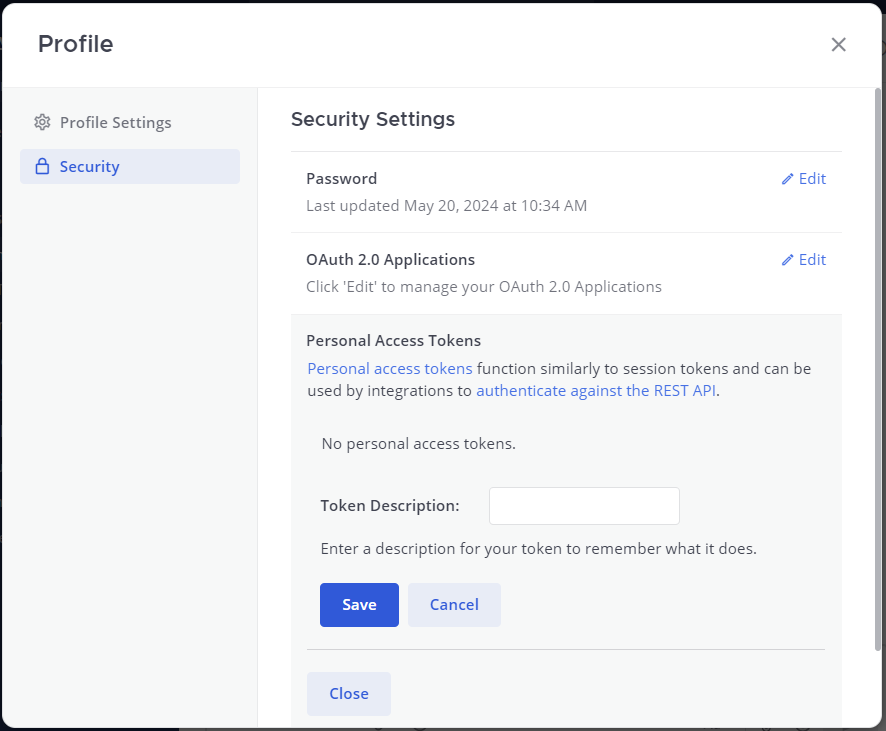 Profile
Profile Settings
Security
Security Settings
Password
Edit
Last updated May 20, 2024 at 10:34 AM
OAuth 2.0 Applications
Edit
Click 'Edit' to manage your OAuth 2.0 Applications
Personal Access Tokens
Personal access tokens function similarly to session tokens and can be
used by integrations to authenticate against the REST API.
No personal access tokens.
Token Description:
Enter a description for your token to remember what it does.
Save
Cancel
Close